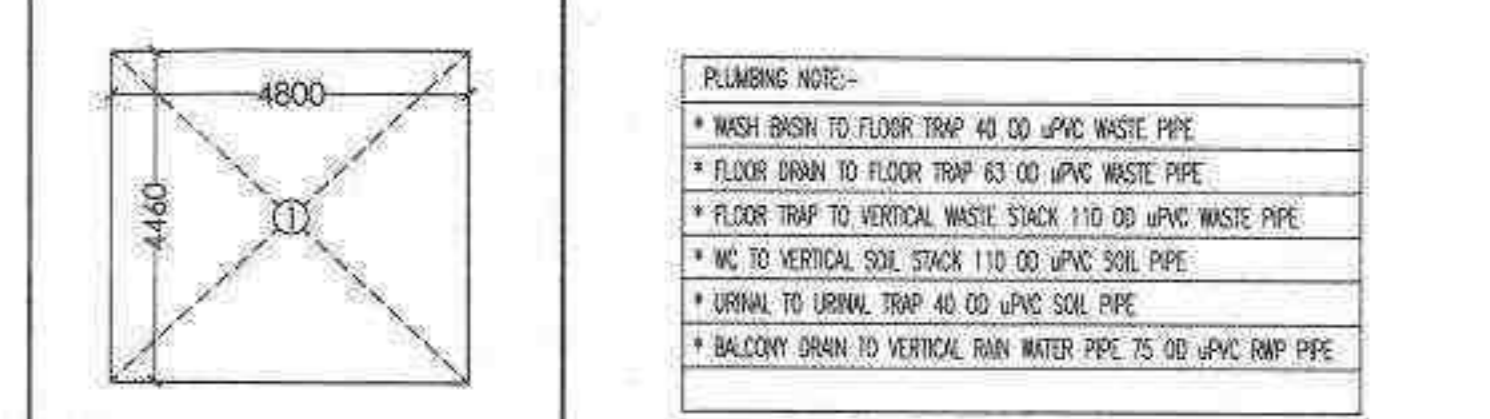 4800
4460
1
PLUMBING NOTE:-
* WASH BASIN TO FLOOR TRAP 40 OD uPVC WASTE PIPE
* FLOOR DRAIN TO FLOOR TRAP 63 OD uPVC WASTE PIPE
* FLOOR TRAP TO VERTICAL WASTE STACK 110 OD uPVC WASTE PIPE
* WC TO VERTICAL SOIL STACK 110 OD uPVC SOIL PIPE
* URINAL TO URINAL TRAP 40 OD uPVC SOIL PIPE
* BALCONY DRAIN TO VERTICAL RAIN WATER PIPE 75 OD uPVC RWP PIPE